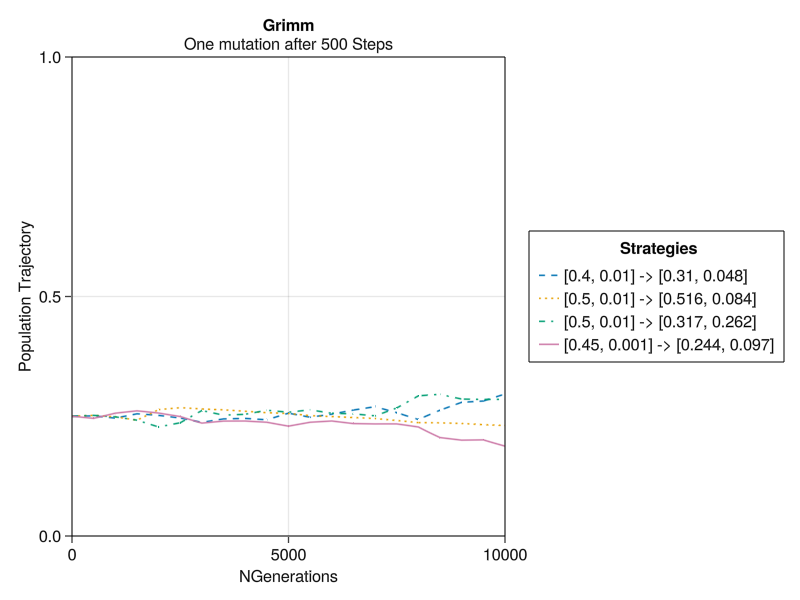 Grimm
One mutation after 500 Steps
1.0
0.5
0.0
Population Trajectory
0
5000
10000
NGenerations
Strategies
[0.4, 0.01] -> [0.31, 0.048]
[0.5, 0.01] -> [0.516, 0.084]
[0.5, 0.01] -> [0.317, 0.262]
[0.45, 0.001] -> [0.244, 0.097]